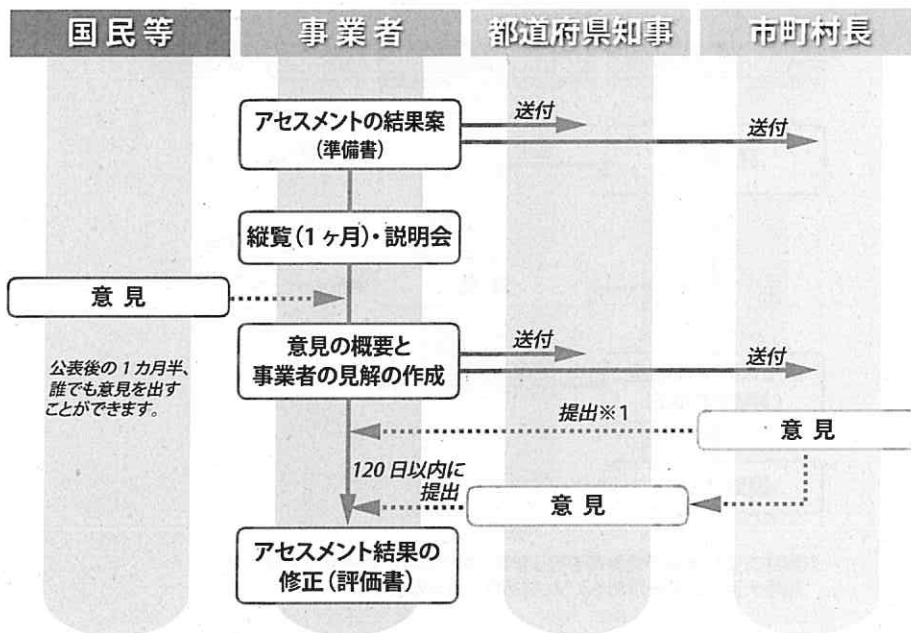 国民等
事業者
都道府県知事
市町村長
アセスメントの結果案
(準備書)
送付
送付
縦覧(1ヶ月)・説明会
意見
公表後の1カ月半、
誰でも意見を出す
ことができます。
意見の概要と
事業者の見解の作成
送付
送付
提出※1
意見
120日以内に
提出
意見
アセスメント結果の
修正(評価書)